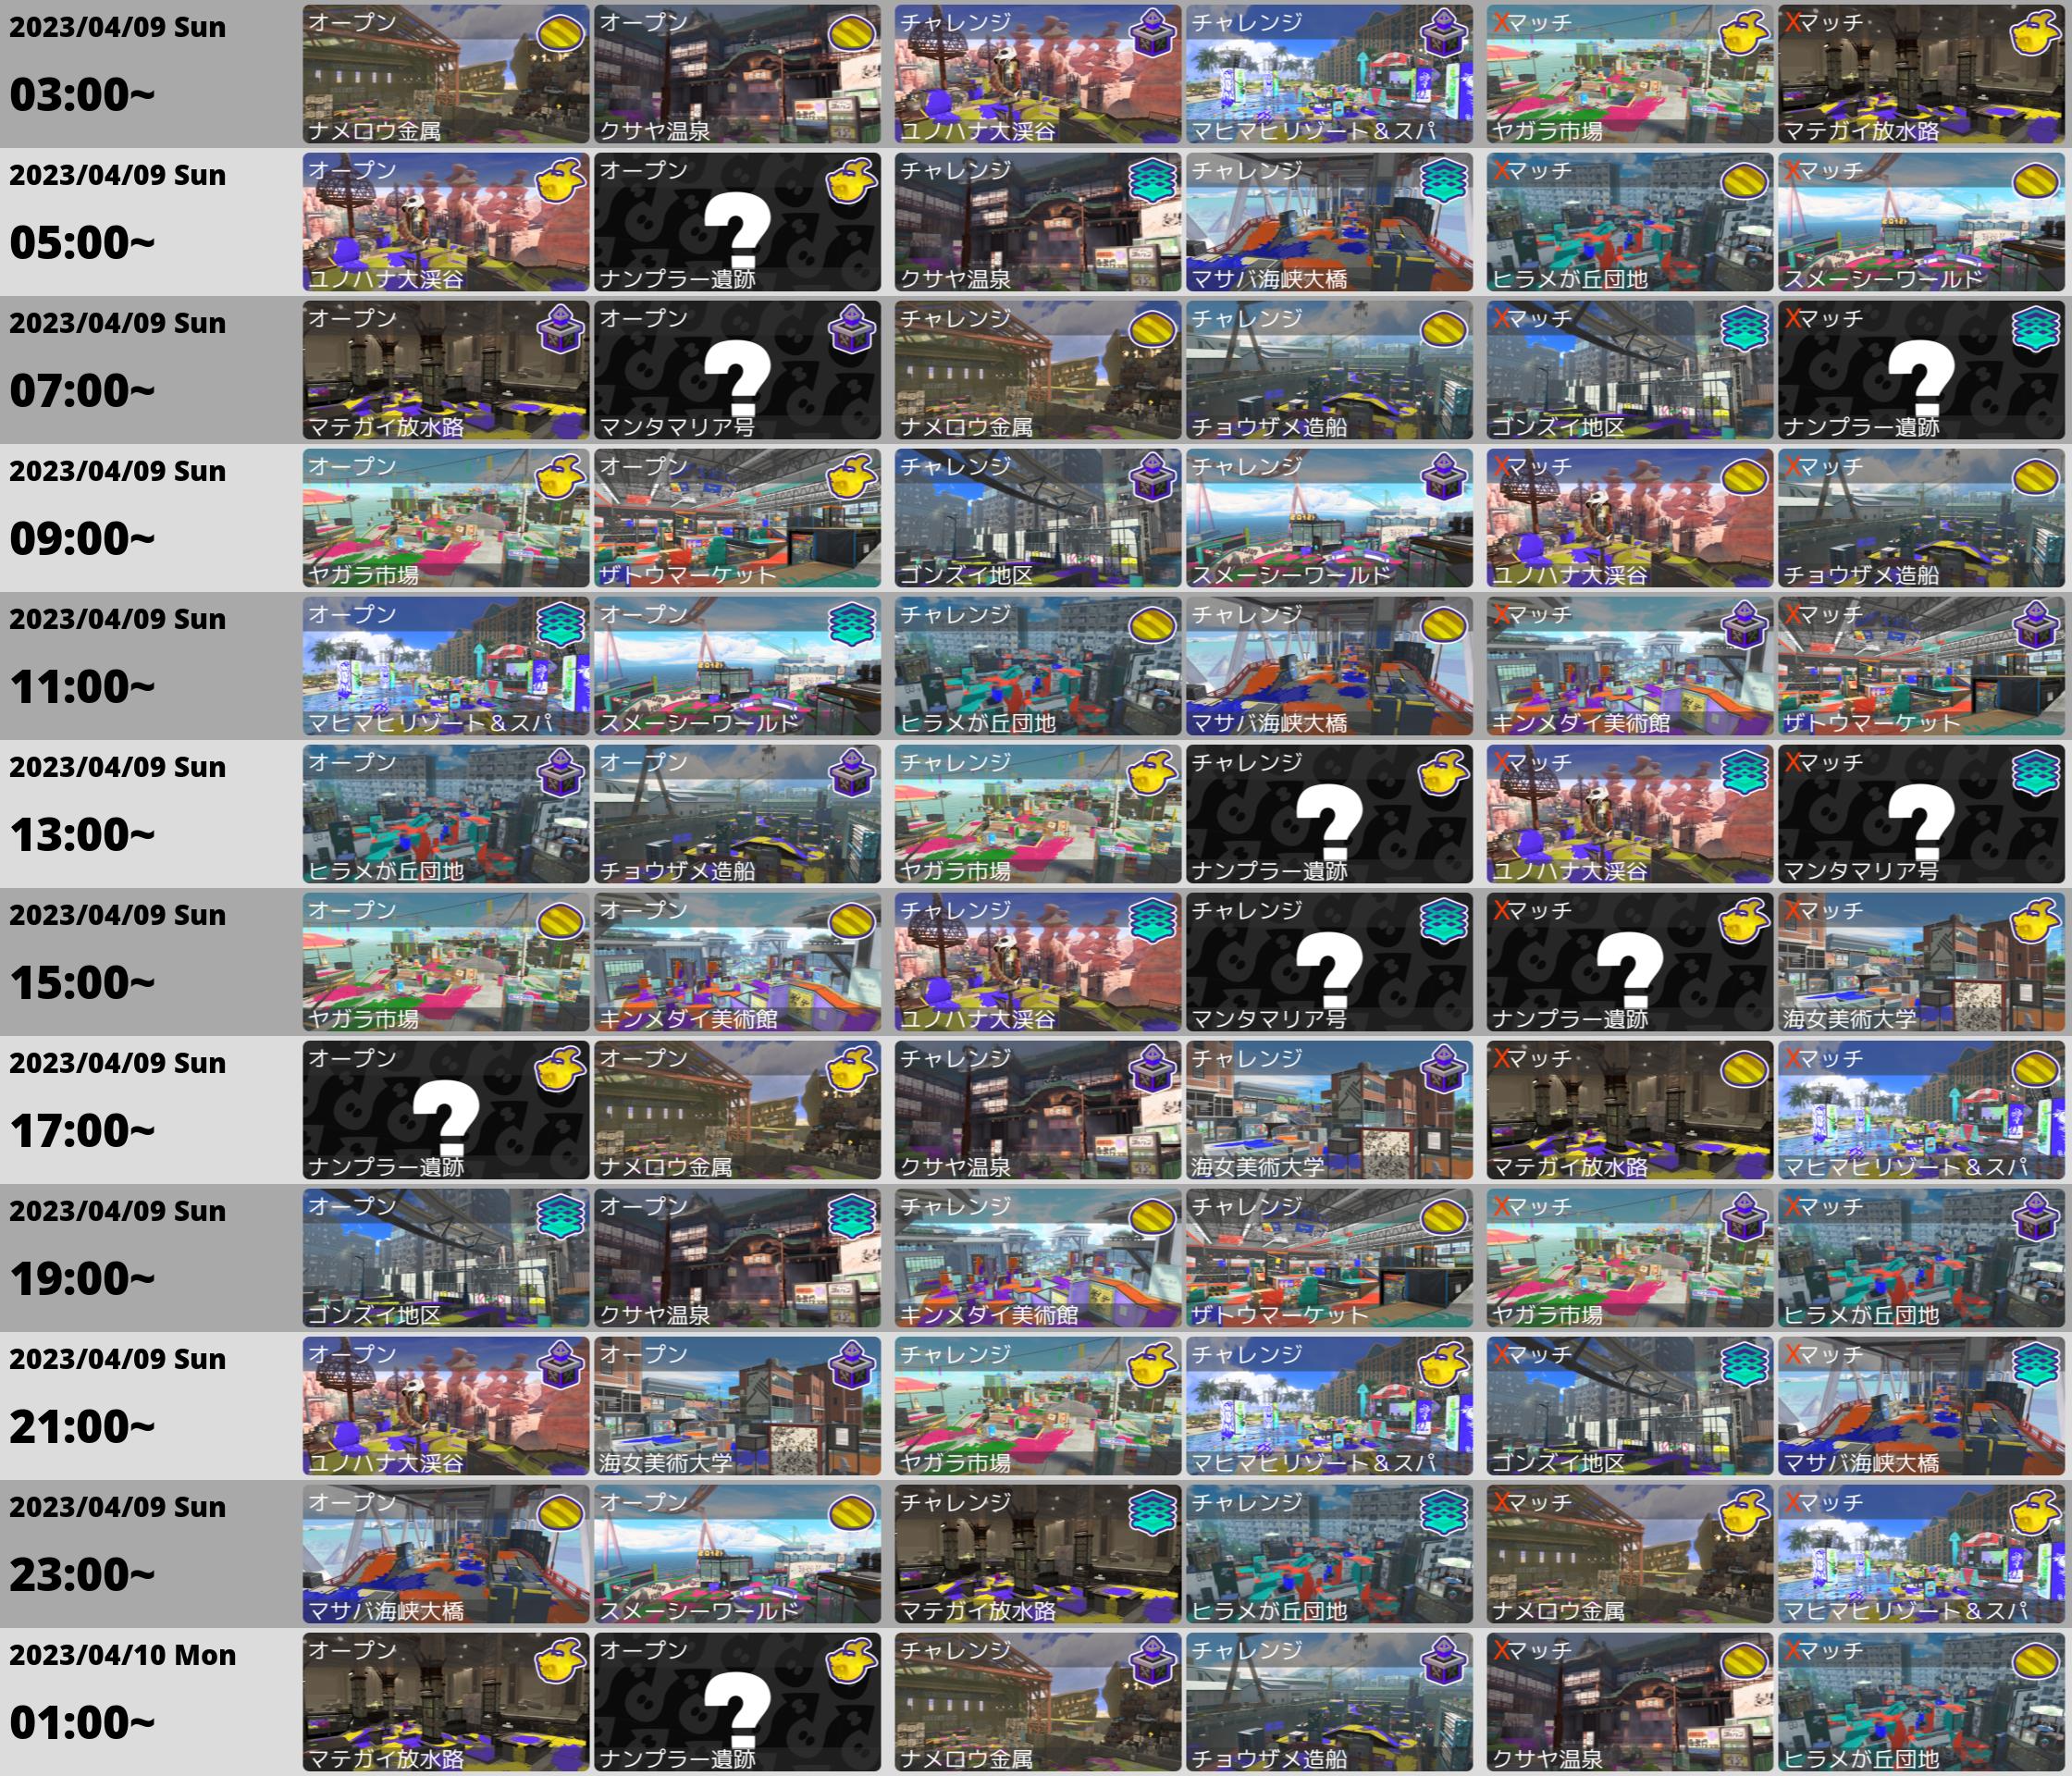 2023/04/09 Sun
03:00~
オープン
ナメロウ金属
オープン
クサヤ温泉
チャレンジ
ユノハナ大渓谷
チャレンジ
マヒマヒリゾート＆スパ
Xマッチ
ヤガラ市場
Xマッチ
マテガイ放水路
2023/04/09 Sun
05:00~
オープン
ユノハナ大渓谷
オープン
?
ナンプラー遺跡
チャレンジ
クサヤ温泉
チャレンジ
マサバ海峡大橋
Xマッチ
ヒラメが丘団地
Xマッチ
スメーシーワールド
2023/04/09 Sun
07:00~
オープン
マテガイ放水路
オープン
?
マンタマリア号
チャレンジ
ナメロウ金属
チャレンジ
チョウザメ造船
Xマッチ
ゴンズイ地区
Xマッチ
?
ナンプラー遺跡
2023/04/09 Sun
09:00~
オープン
ヤガラ市場
オープン
ザトウマーケット
チャレンジ
ゴンズイ地区
チャレンジ
スメーシーワールド
Xマッチ
ユノハナ大渓谷
Xマッチ
チョウザメ造船
2023/04/09 Sun
11:00~
オープン
マヒマヒリゾート＆スパ
オープン
スメーシーワールド
チャレンジ
ヒラメが丘団地
チャレンジ
マサバ海峡大橋
Xマッチ
キンメダイ美術館
Xマッチ
ザトウマーケット
2023/04/09 Sun
13:00~
オープン
ヒラメが丘団地
オープン
チョウザメ造船
チャレンジ
ヤガラ市場
チャレンジ
?
ナンプラー遺跡
Xマッチ
ユノハナ大渓谷
Xマッチ
?
マンタマリア号
2023/04/09 Sun
15:00~
オープン
ヤガラ市場
オープン
キンメダイ美術館
チャレンジ
ユノハナ大渓谷
チャレンジ
?
マンタマリア号
Xマッチ
?
ナンプラー遺跡
Xマッチ
海女美術大学
2023/04/09 Sun
17:00~
オープン
?
ナンプラー遺跡
オープン
ナメロウ金属
チャレンジ
クサヤ温泉
チャレンジ
海女美術大学
Xマッチ
マテガイ放水路
Xマッチ
マヒマヒリゾート＆スパ
2023/04/09 Sun
19:00~
オープン
ゴンズイ地区
オープン
クサヤ温泉
チャレンジ
キンメダイ美術館
チャレンジ
ザトウマーケット
Xマッチ
ヤガラ市場
Xマッチ
ヒラメが丘団地
2023/04/09 Sun
21:00~
オープン
ユノハナ大渓谷
オープン
海女美術大学
チャレンジ
ヤガラ市場
チャレンジ
マヒマヒリゾート＆スパ
Xマッチ
ゴンズイ地区
Xマッチ
マサバ海峡大橋
2023/04/09 Sun
23:00~
オープン
マサバ海峡大橋
オープン
スメーシーワールド
チャレンジ
マテガイ放水路
チャレンジ
ヒラメが丘団地
Xマッチ
ナメロウ金属
Xマッチ
マヒマヒリゾート＆スパ
2023/04/10 Mon
01:00~
オープン
マテガイ放水路
オープン
?
ナンプラー遺跡
チャレンジ
ナメロウ金属
チャレンジ
チョウザメ造船
Xマッチ
クサヤ温泉
Xマッチ
ヒラメが丘団地